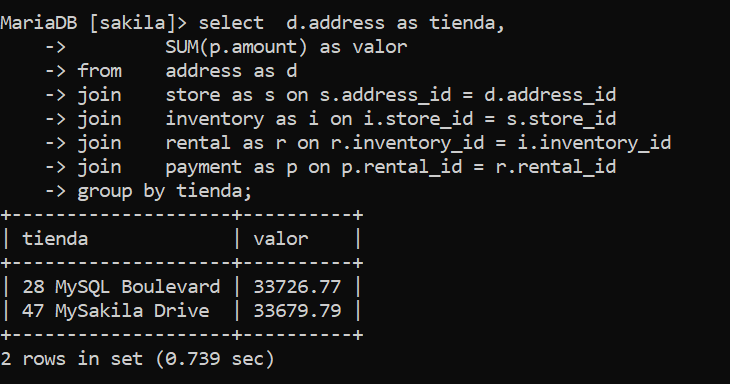 MariaDB [sakila]> select  d.address as tienda,
    ->         SUM(p.amount) as valor
    -> from    address as d
    -> join    store as s on s.address_id = d.address_id
    -> join    inventory as i on i.store_id = s.store_id
    -> join    rental as r on r.inventory_id = i.inventory_id
    -> join    payment as p on p.rental_id = r.rental_id
    -> group by tienda;
+--------------------+----------+
| tienda             | valor    |
+--------------------+----------+
| 28 MySQL Boulevard | 33726.77 |
| 47 MySakila Drive  | 33679.79 |
+--------------------+----------+
2 rows in set (0.739 sec)